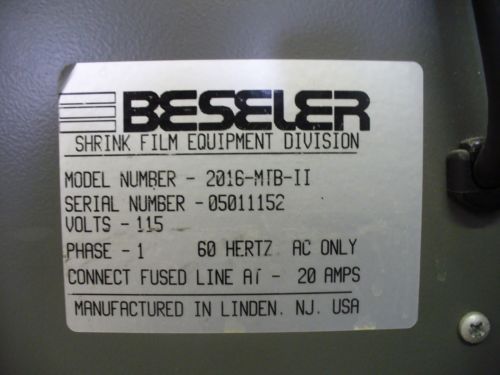 BESELER
SHRINK FILM EQUIPMENT DIVISION
MODEL NUMBER - 2016-MTB-II
SERIAL NUMBER - 05011152
VOLTS - 115
PHASE - 1 60 HERTZ AC ONLY
CONNECT FUSED LINE AT - 20 AMPS
MANUFACTURED IN LINDEN, NJ. USA